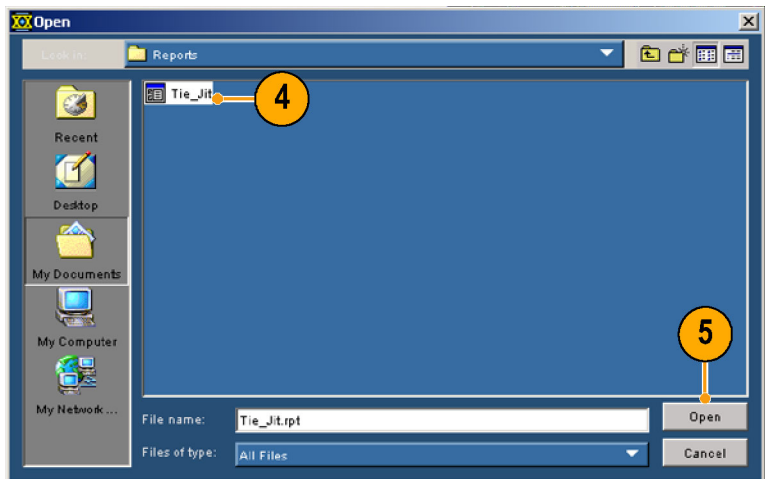 Open
Look in:
Reports
Tie_Jit
4
Recent
Desktop
My Documents
My Computer
My Network ...
5
File name:
Tie_Jit.rpt
Open
Files of type:
All Files
Cancel